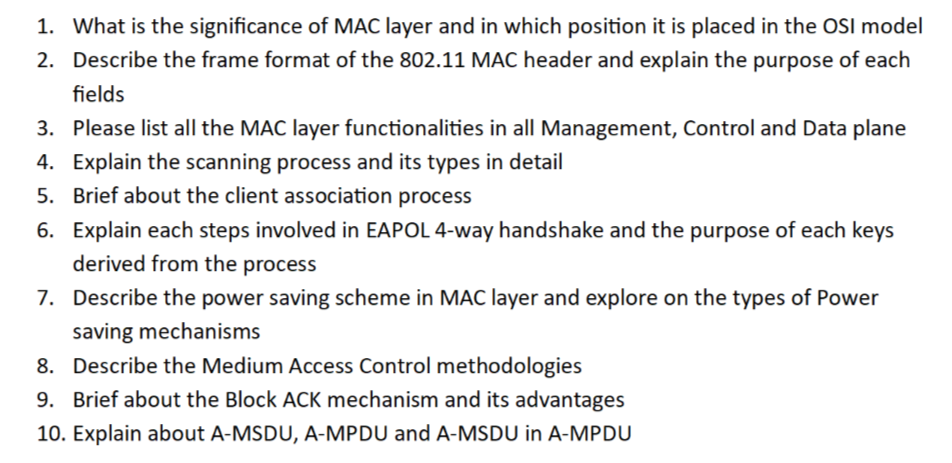 1. What is the significance of MAC layer and in which position it is placed in the OSI model
2. Describe the frame format of the 802.11 MAC header and explain the purpose of each
fields
3. Please list all the MAC layer functionalities in all Management, Control and Data plane
4. Explain the scanning process and its types in detail
5. Brief about the client association process
6. Explain each steps involved in EAPOL 4-way handshake and the purpose of each keys
derived from the process
7. Describe the power saving scheme in MAC layer and explore on the types of Power
saving mechanisms
8. Describe the Medium Access Control methodologies
9. Brief about the Block ACK mechanism and its advantages
10. Explain about A-MSDU, A-MPDU and A-MSDU in A-MPDU